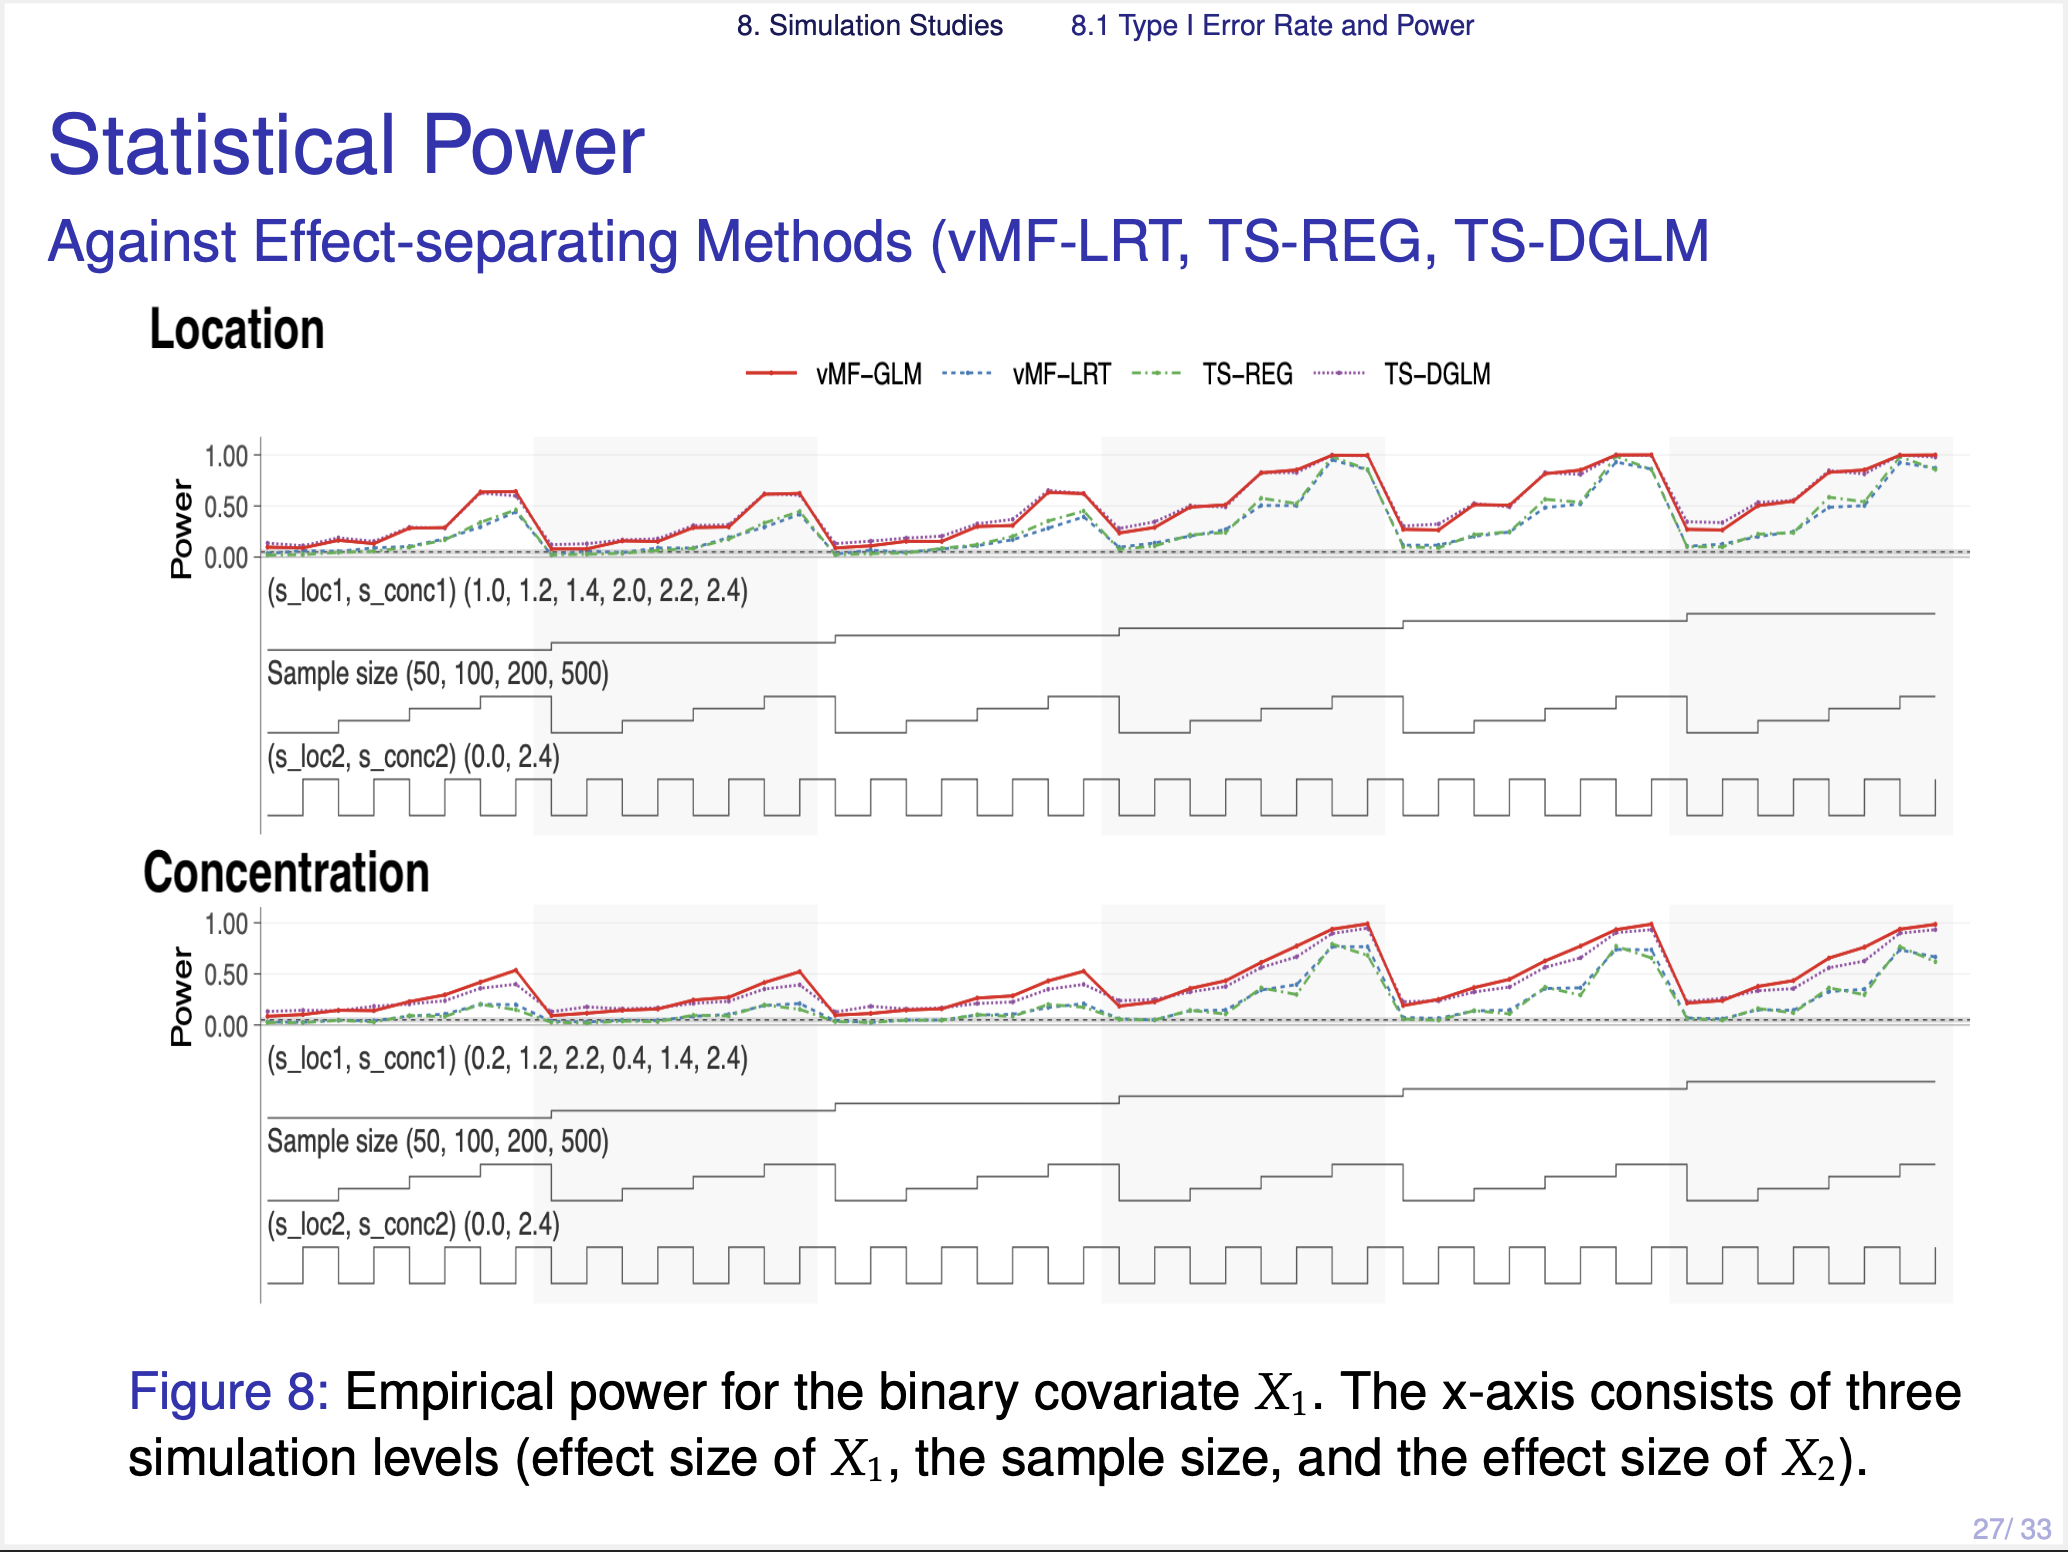 8. Simulation Studies 8.1 Type I Error Rate and Power
Statistical Power
Against Effect-separating Methods (vMF-LRT, TS-REG, TS-DGLM
Location
vMF−GLM vMF−LRT TS−REG TS−DGLM
Power
1.00
0.50
0.00
(s_loc1, s_conc1) (1.0, 1.2, 1.4, 2.0, 2.2, 2.4)
Sample size (50, 100, 200, 500)
(s_loc2, s_conc2) (0.0, 2.4)
Concentration
Power
1.00
0.50
0.00
(s_loc1, s_conc1) (0.2, 1.2, 2.2, 0.4, 1.4, 2.4)
Sample size (50, 100, 200, 500)
(s_loc2, s_conc2) (0.0, 2.4)
Figure 8: Empirical power for the binary covariate X₁. The x-axis consists of three
simulation levels (effect size of X₁, the sample size, and the effect size of X₂).
27/ 33